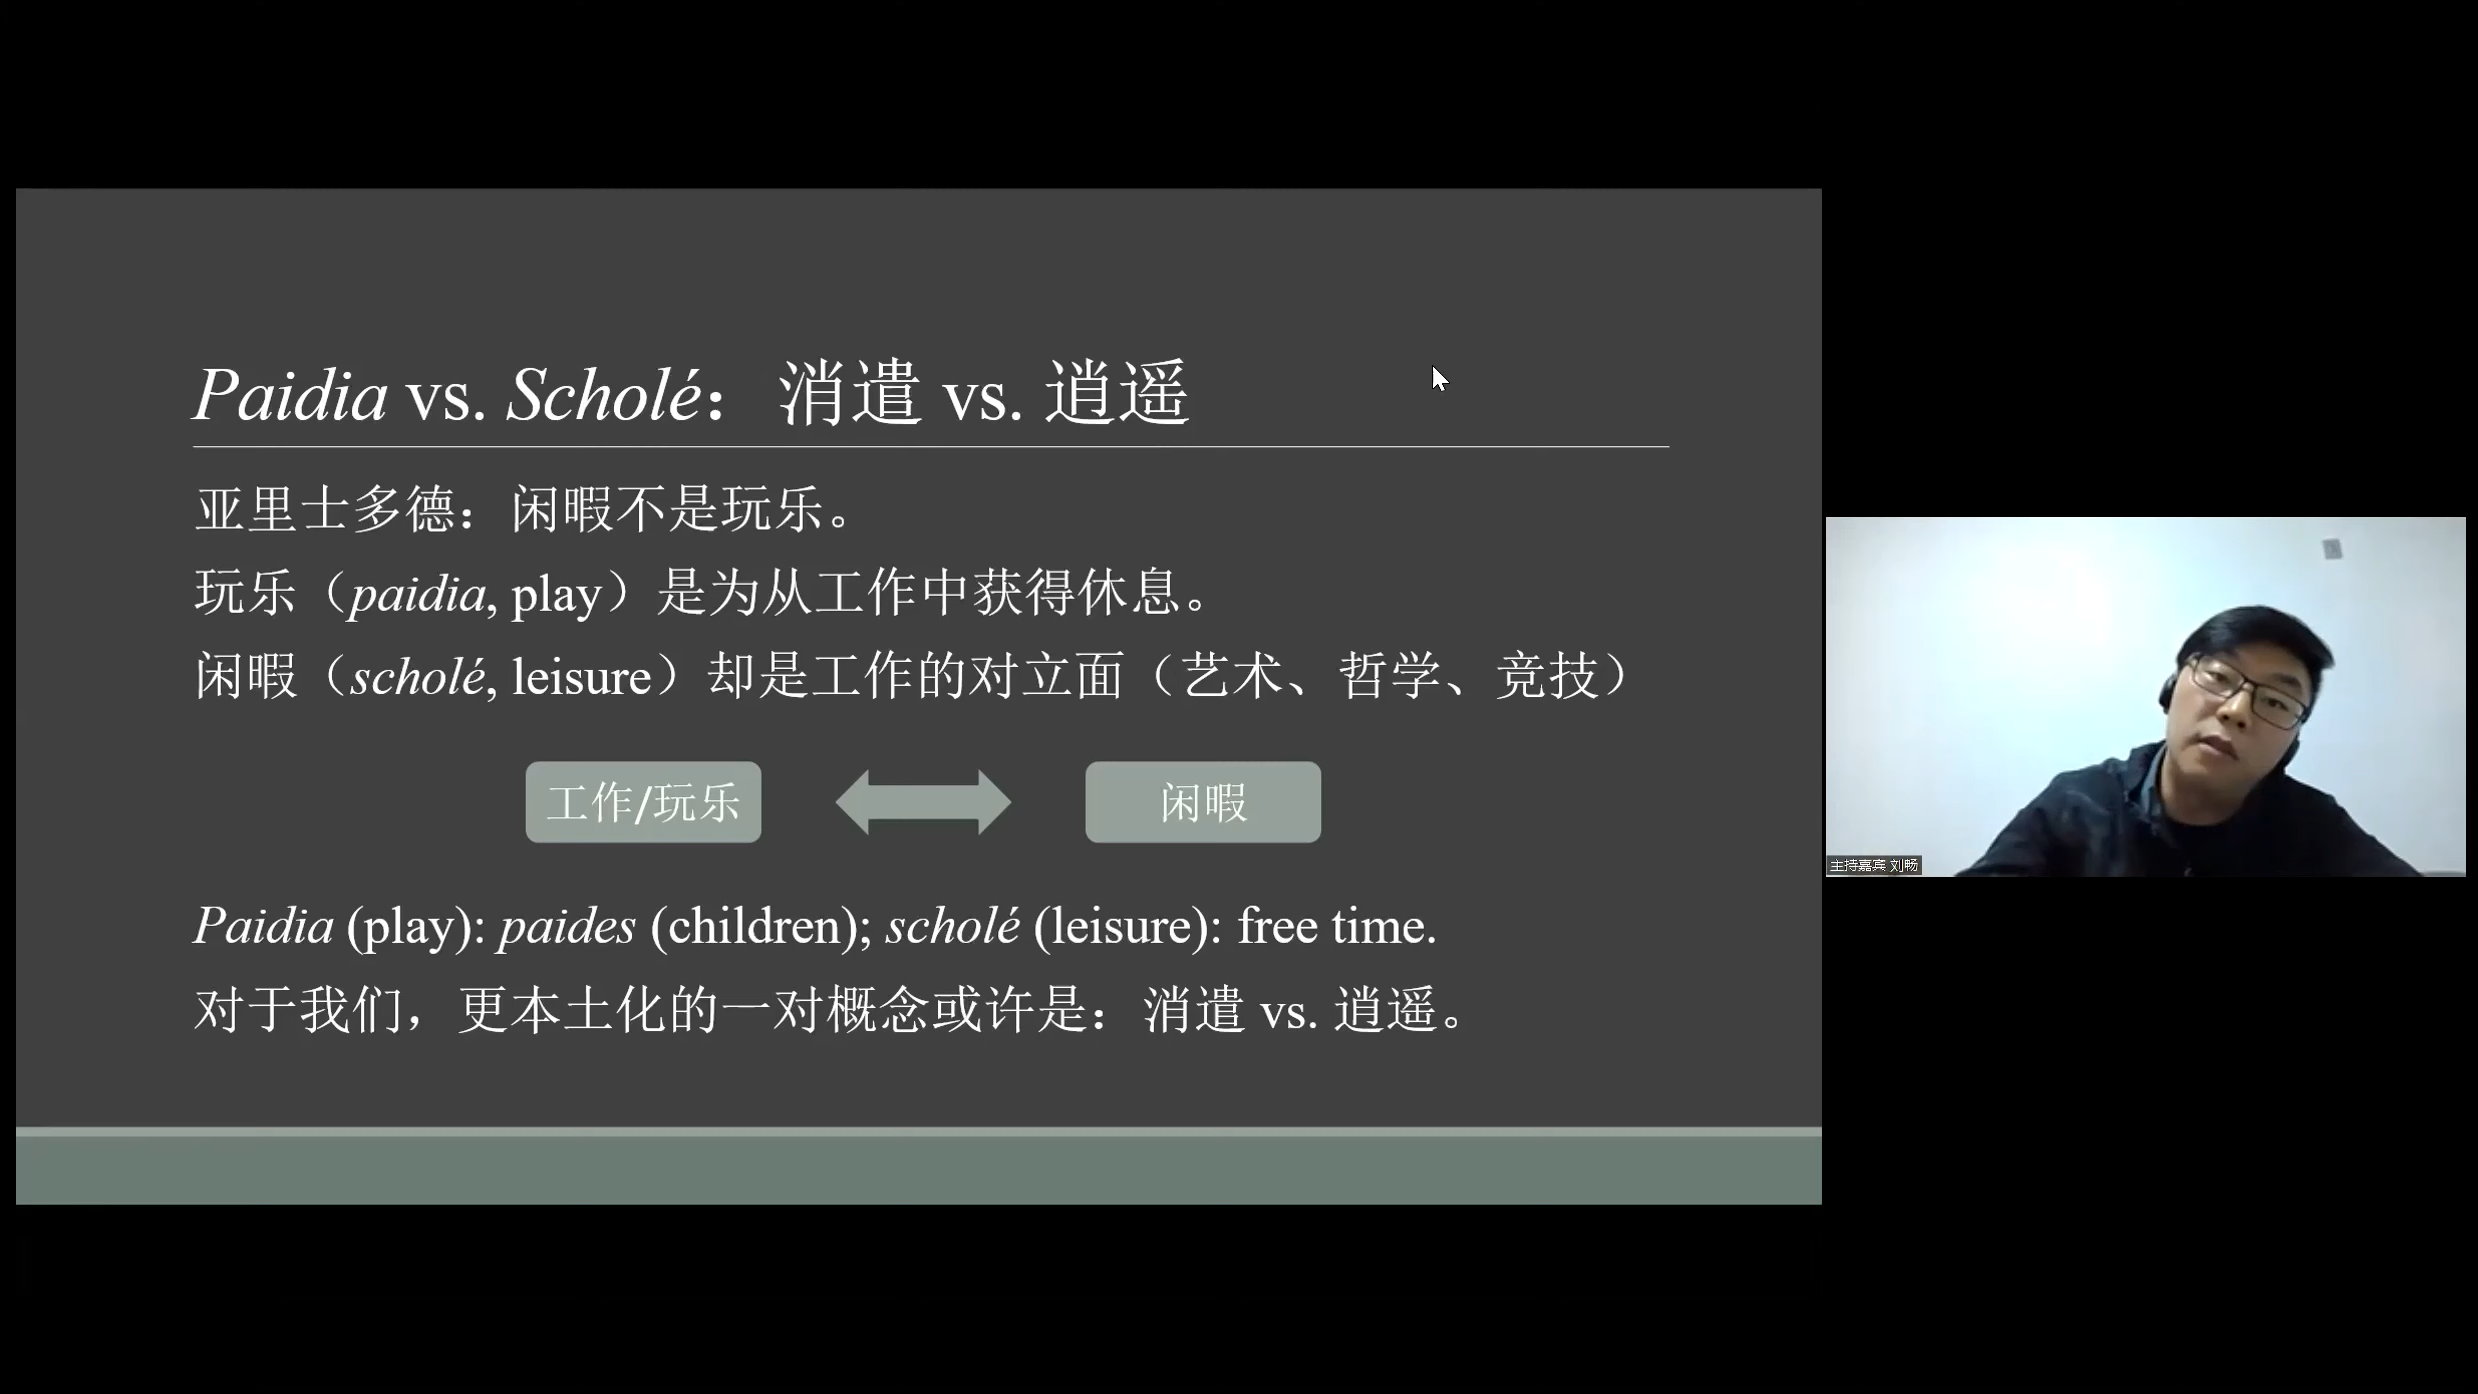 Paidia vs. Scholé：消遣 vs. 逍遥
亚里士多德：闲暇不是玩乐。
玩乐（paidia, play）是为从工作中获得休息。
闲暇（scholé, leisure）却是工作的对立面（艺术、哲学、竞技）
工作/玩乐
闲暇
Paidia (play): paides (children); scholé (leisure): free time.
对于我们，更本土化的一对概念或许是：消遣 vs. 逍遥。
主持嘉宾 刘畅